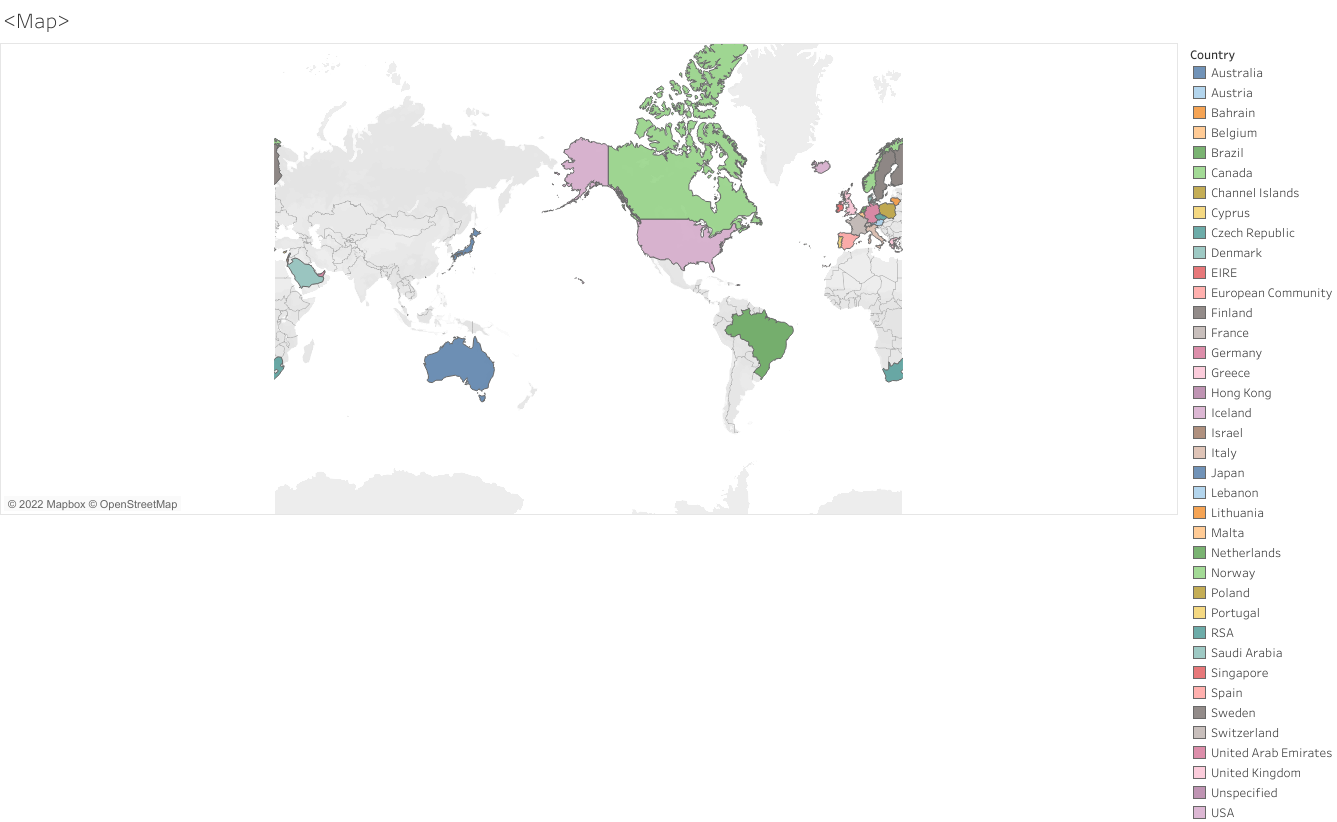 <Map>
Country
Australia
Austria
Bahrain
Belgium
Brazil
Canada
Channel Islands
Cyprus
Czech Republic
Denmark
EIRE
European Community
Finland
France
Germany
Greece
Hong Kong
Iceland
Israel
Italy
Japan
Lebanon
Lithuania
Malta
Netherlands
Norway
Poland
Portugal
RSA
Saudi Arabia
Singapore
Spain
Sweden
Switzerland
United Arab Emirates
United Kingdom
Unspecified
USA
© 2022 Mapbox © OpenStreetMap